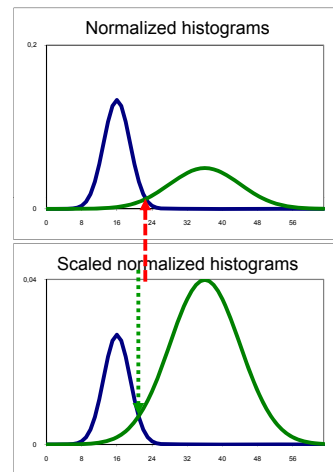 Normalized histograms
0,2
0
0 8 16 24 32 40 48 56
Scaled normalized histograms
0,04
0
0 8 16 24 32 40 48 56